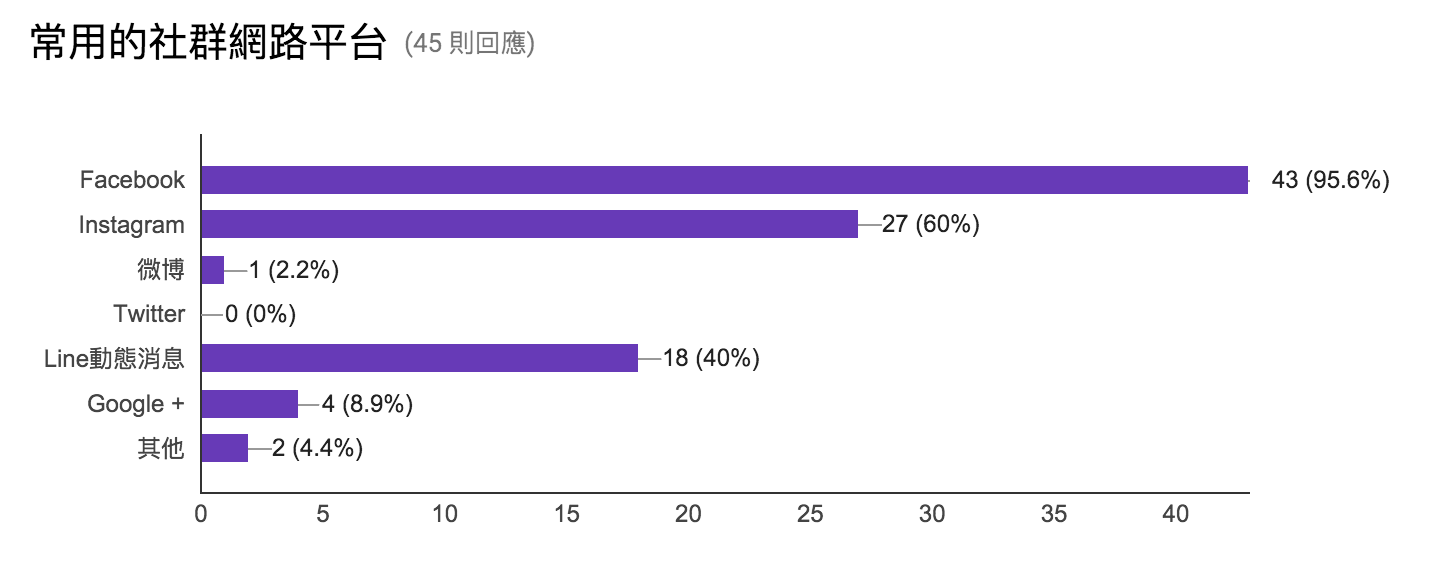 常用的社群網路平台 (45 則回應)
Facebook 43 (95.6%)
Instagram 27 (60%)
微博 1 (2.2%)
Twitter 0 (0%)
Line動態消息 18 (40%)
Google + 4 (8.9%)
其他 2 (4.4%)
0 5 10 15 20 25 30 35 40